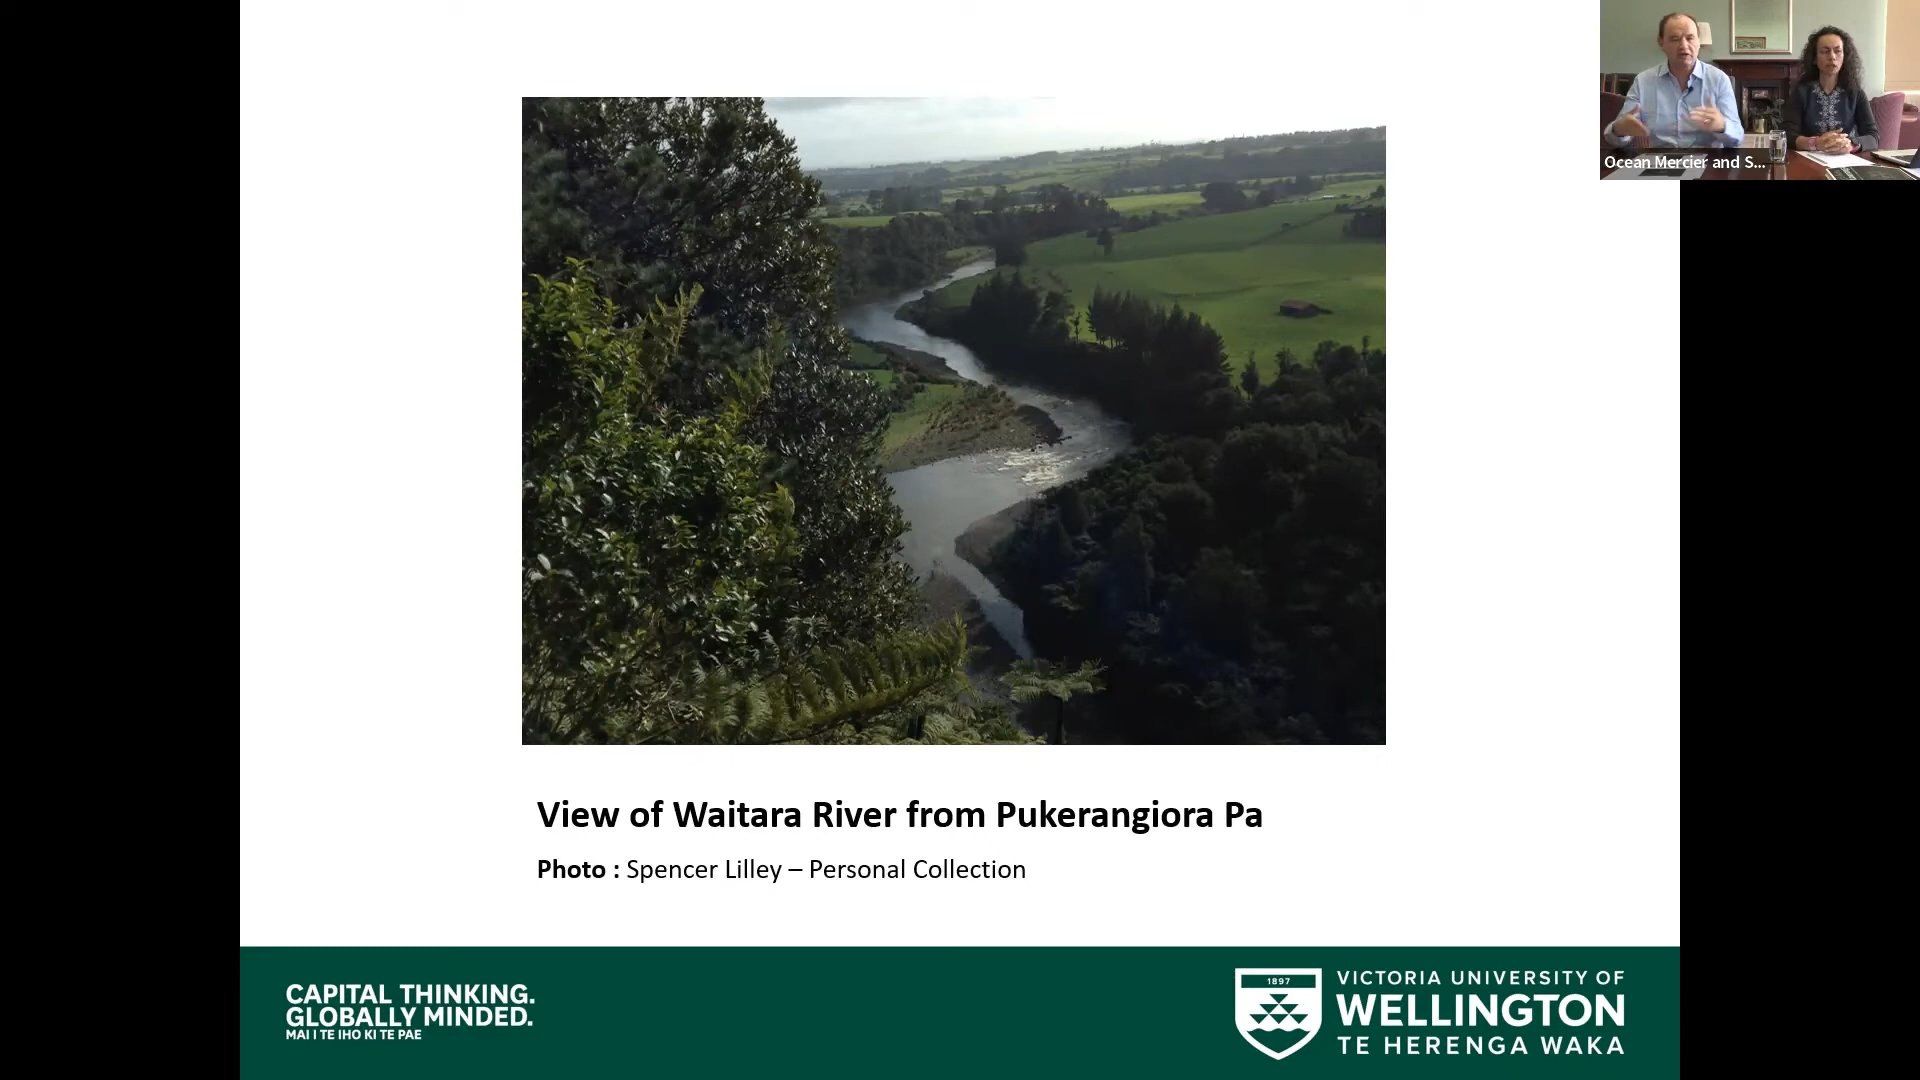 Ocean Mercier and S...
View of Waitara River from Pukerangiora Pa
Photo : Spencer Lilley – Personal Collection
CAPITAL THINKING.
GLOBALLY MINDED.
MAI I TE IHO KI TE PAE
1897
VICTORIA UNIVERSITY OF
WELLINGTON
TE HERENGA WAKA